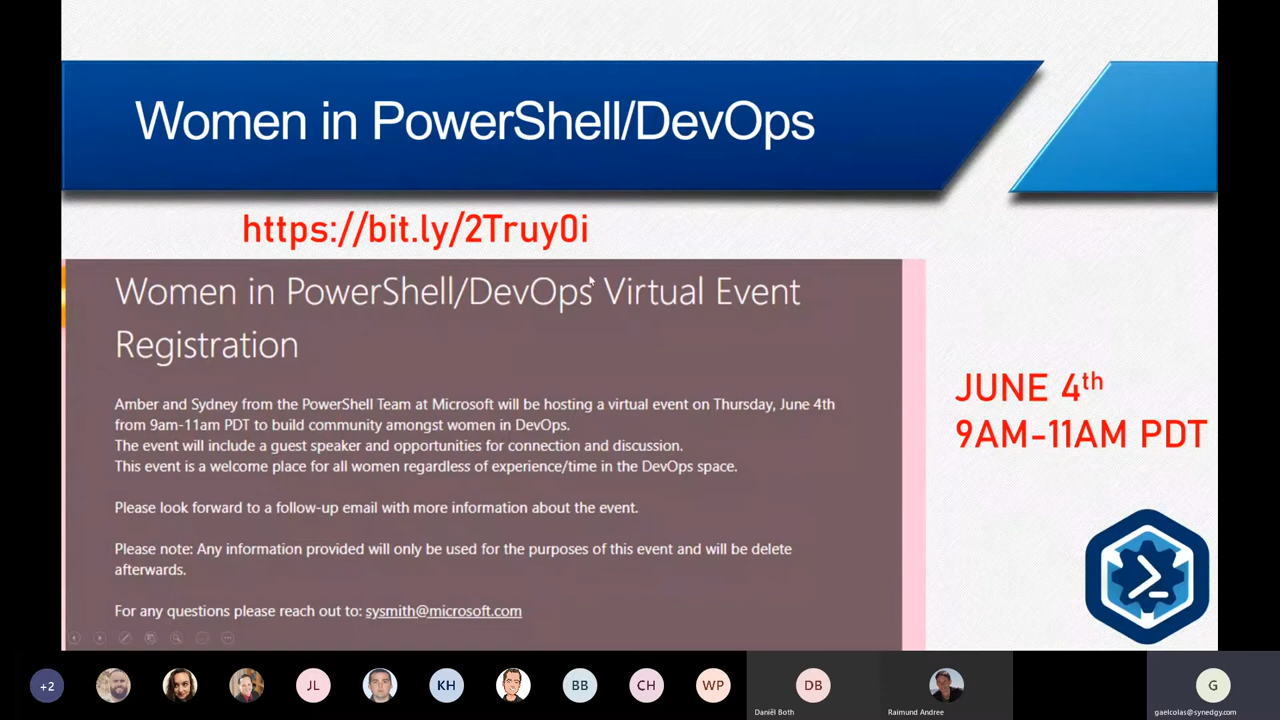 Women in PowerShell/DevOps
https://bit.ly/2Truy0i
Women in PowerShell/DevOps Virtual Event
Registration
Amber and Sydney from the PowerShell Team at Microsoft will be hosting a virtual event on Thursday, June 4th
from 9am-11am PDT to build community amongst women in DevOps.
The event will include a guest speaker and opportunities for connection and discussion.
This event is a welcome place for all women regardless of experience/time in the DevOps space.
Please look forward to a follow-up email with more information about the event.
Please note: Any information provided will only be used for the purposes of this event and will be delete
afterwards.
For any questions please reach out to: sysmith@microsoft.com
JUNE 4th
9AM-11AM PDT
+2
JL
KH
BB
CH
WP
DB
G
Daniël Both
Raimund Andree
gaelcolas@synedgy.com